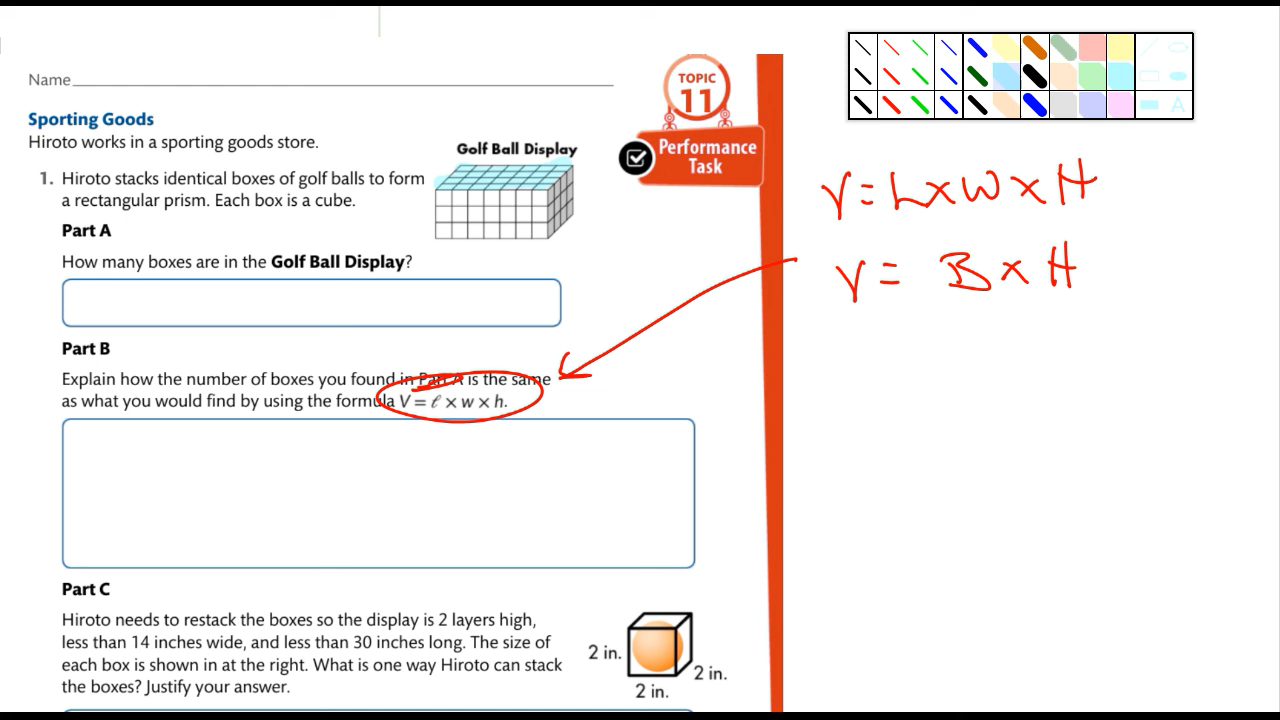 Name
TOPIC
11
Performance
Task
Sporting Goods
Hiroto works in a sporting goods store.
Golf Ball Display
1. Hiroto stacks identical boxes of golf balls to form
a rectangular prism. Each box is a cube.
Part A
How many boxes are in the Golf Ball Display?
Part B
Explain how the number of boxes you found in Part A is the same
as what you would find by using the formula V = ℓ × w × h.
Part C
Hiroto needs to restack the boxes so the display is 2 layers high,
less than 14 inches wide, and less than 30 inches long. The size of
each box is shown in at the right. What is one way Hiroto can stack
the boxes? Justify your answer.
2 in.
2 in.
2 in.
A
V = L × W × H
V = B × H